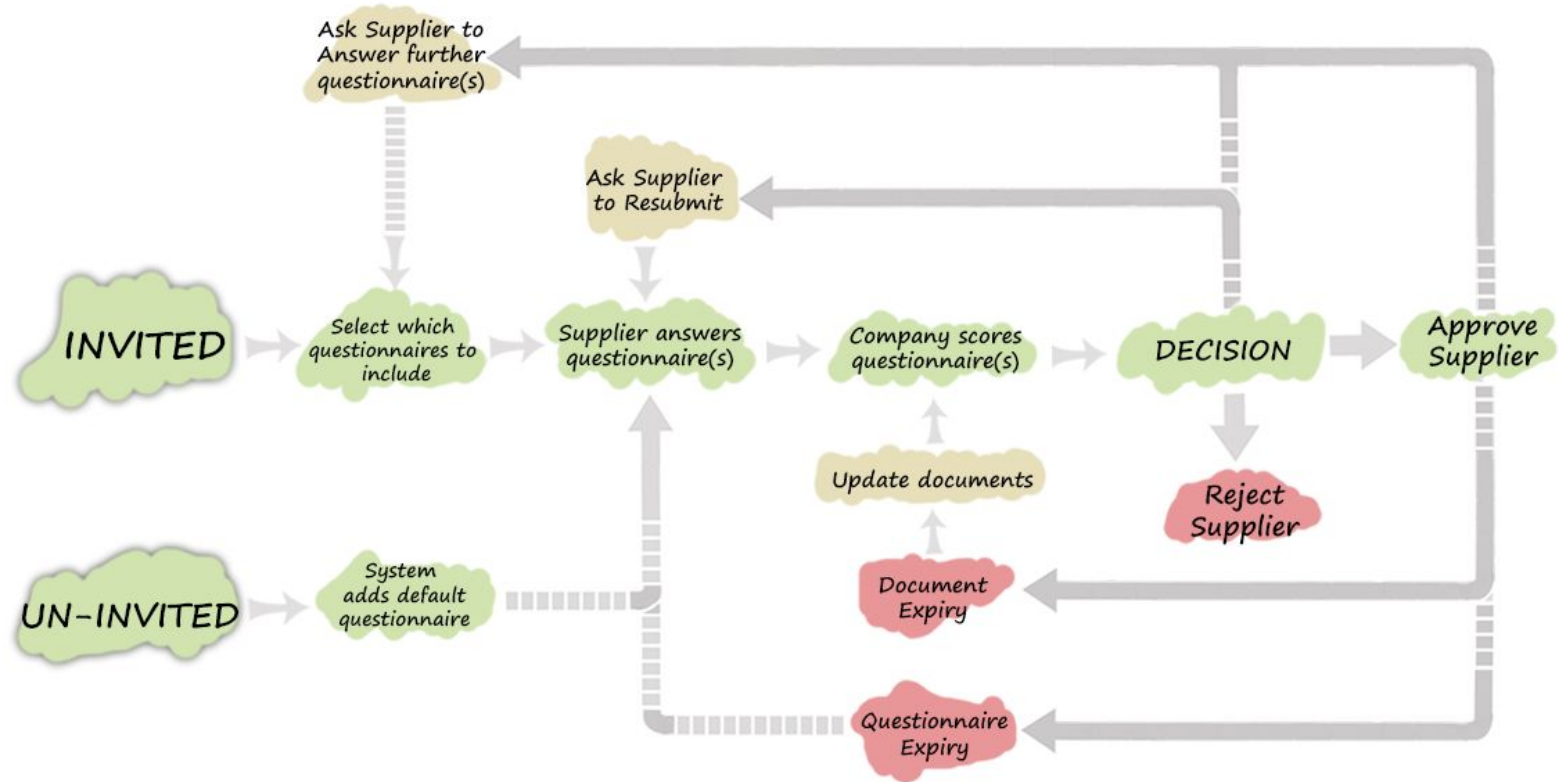 Ask Supplier to
Answer further
questionnaire(s)
Ask Supplier
to Resubmit
INVITED
Select which
questionnaires to
include
Supplier answers
questionnaire(s)
Company scores
questionnaire(s)
DECISION
Approve
Supplier
Update documents
Reject
Supplier
UN-INVITED
System
adds default
questionnaire
Document
Expiry
Questionnaire
Expiry